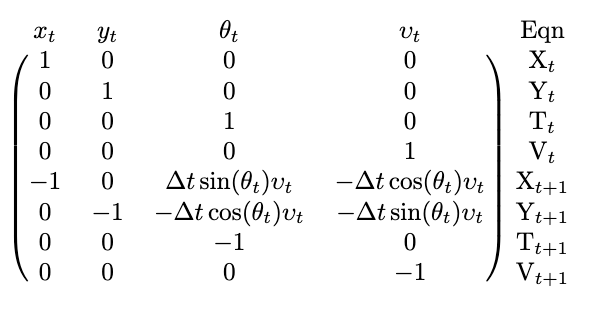 x_t y_t θ_t υ_t Eqn
1 0 0 0 X_t
0 1 0 0 Y_t
0 0 1 0 T_t
0 0 0 1 V_t
−1 0 Δt sin(θ_t)υ_t −Δt cos(θ_t)υ_t X_{t+1}
0 −1 −Δt cos(θ_t)υ_t −Δt sin(θ_t)υ_t Y_{t+1}
0 0 −1 0 T_{t+1}
0 0 0 −1 V_{t+1}